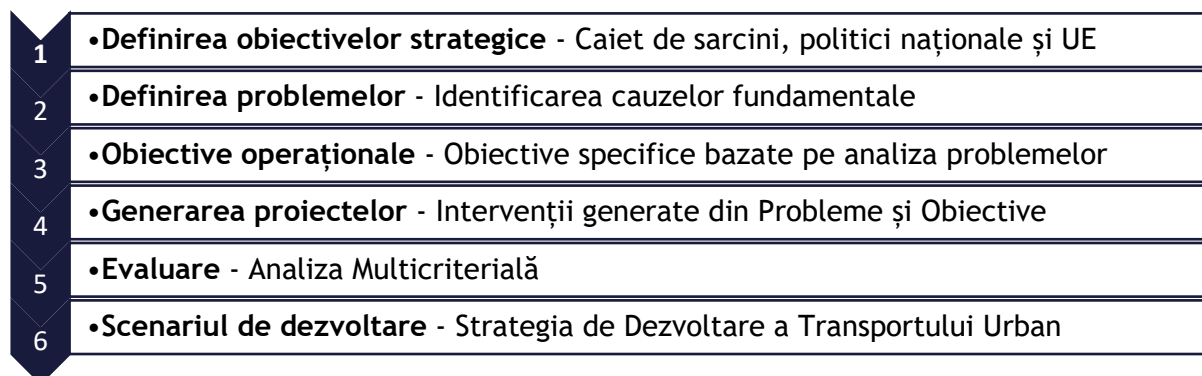 1 •Definirea obiectivelor strategice - Caiet de sarcini, politici naționale și UE
2 •Definirea problemelor - Identificarea cauzelor fundamentale
3 •Obiective operaționale - Obiective specifice bazate pe analiza problemelor
4 •Generarea proiectelor - Intervenții generate din Probleme și Obiective
5 •Evaluare - Analiza Multicriterială
6 •Scenariul de dezvoltare - Strategia de Dezvoltare a Transportului Urban